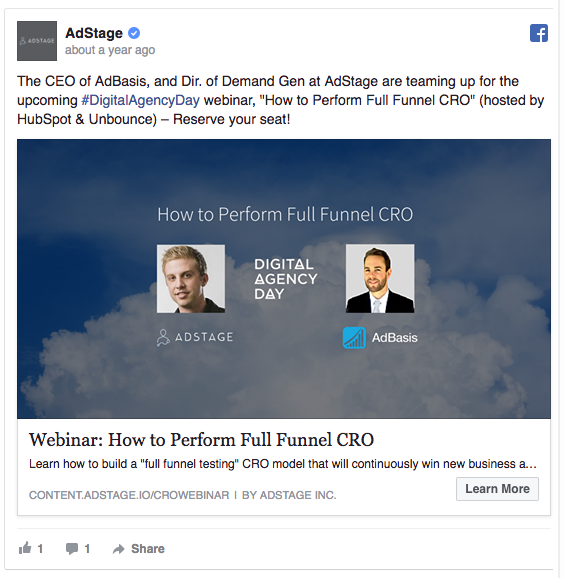 AdStage
about a year ago
ADSTAGE
The CEO of AdBasis, and Dir. of Demand Gen at AdStage are teaming up for the
upcoming #DigitalAgencyDay webinar, "How to Perform Full Funnel CRO" (hosted by
HubSpot & Unbounce) – Reserve your seat!
How to Perform Full Funnel CRO
DIGITAL
AGENCY
DAY
ADSTAGE
AdBasis
Webinar: How to Perform Full Funnel CRO
Learn how to build a "full funnel testing" CRO model that will continuously win new business a...
CONTENT.ADSTAGE.IO/CROWEBINAR | BY ADSTAGE INC.
Learn More
1
1
Share